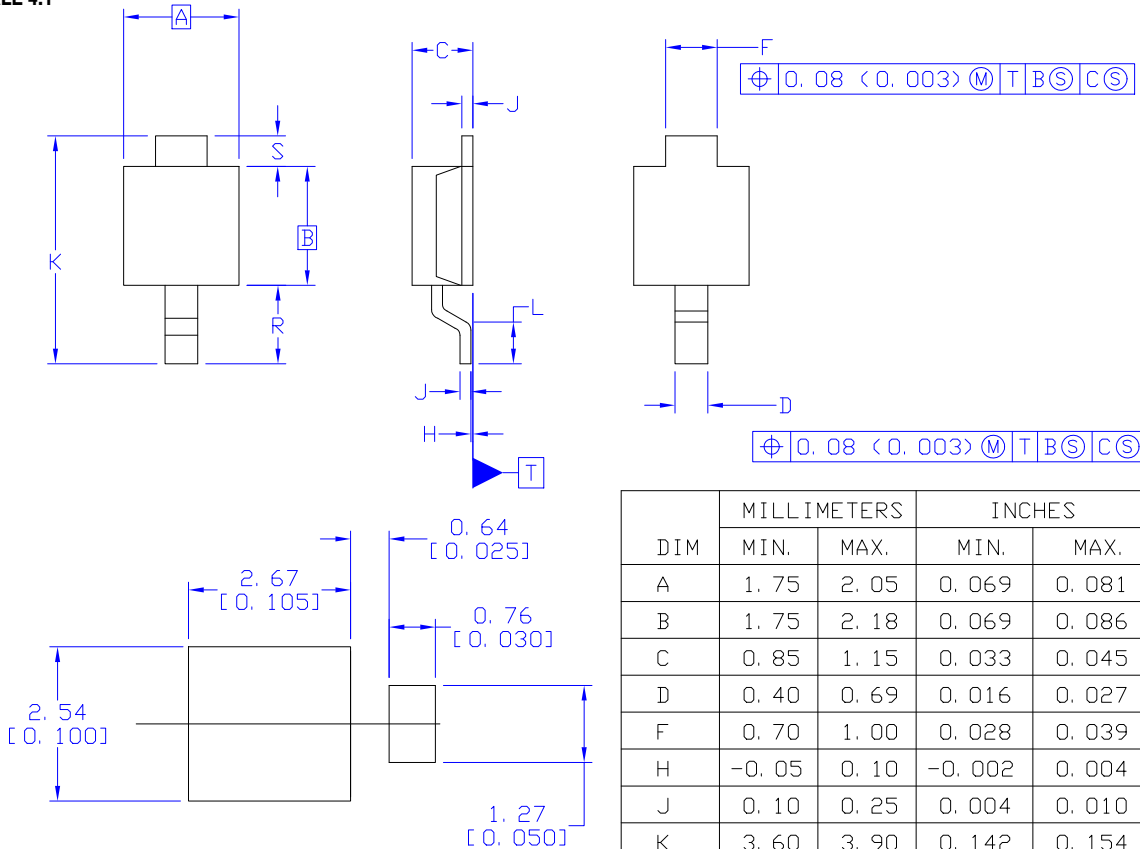 A
C
F
⌖ 0.08 (0.003) Ⓜ T BⓈ CⓈ
J
S
B
K
R
L
J
D
H
⌖ 0.08 (0.003) Ⓜ T BⓈ CⓈ
T
0.64
[0.025]
2.67
[0.105]
0.76
[0.030]
2.54
[0.100]
1.27
[0.050]
MILLIMETERS INCHES
DIM MIN. MAX. MIN. MAX.
A 1.75 2.05 0.069 0.081
B 1.75 2.18 0.069 0.086
C 0.85 1.15 0.033 0.045
D 0.40 0.69 0.016 0.027
F 0.70 1.00 0.028 0.039
H -0.05 0.10 -0.002 0.004
J 0.10 0.25 0.004 0.010
K 3.60 3.90 0.142 0.154